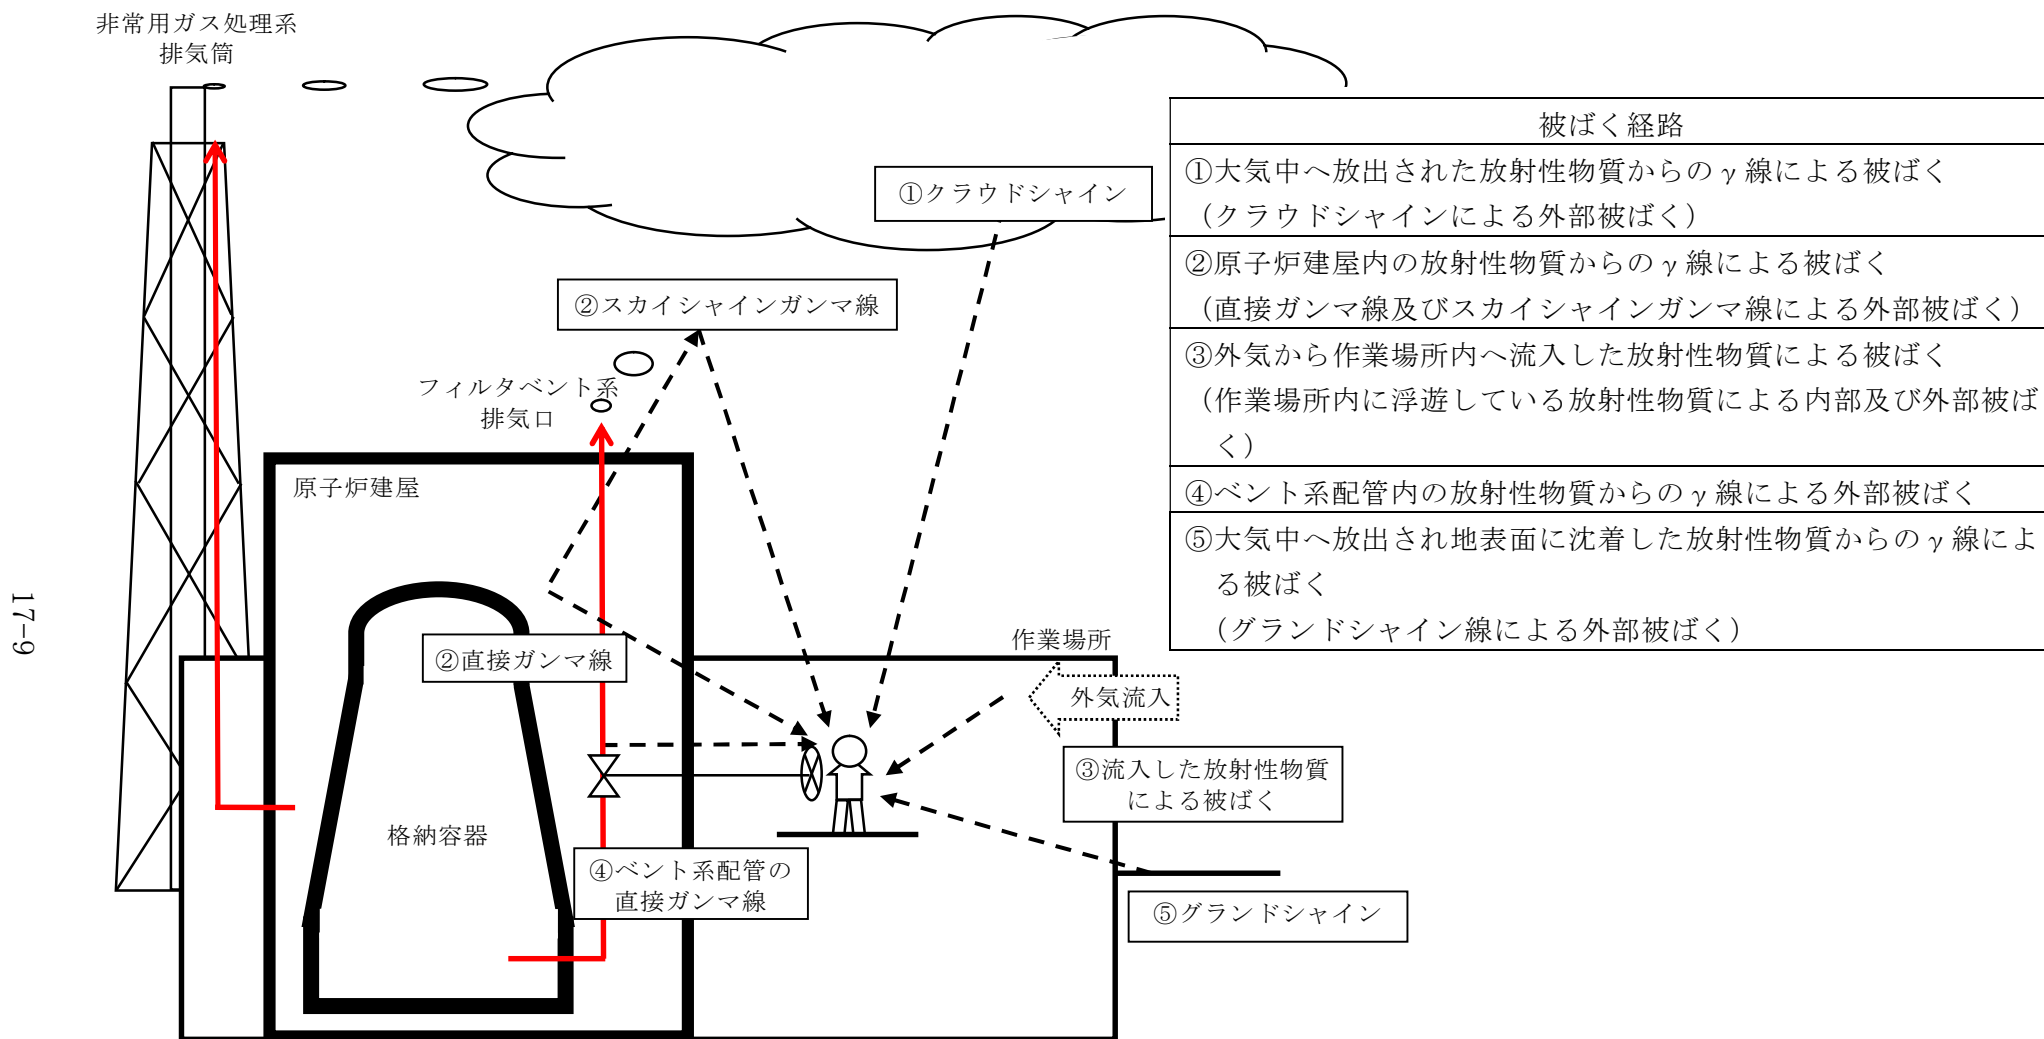 非常用ガス処理系
排気筒
①クラウドシャイン
②スカイシャインガンマ線
フィルタベント系
排気口
原子炉建屋
②直接ガンマ線
作業場所
外気流入
③流入した放射性物質
による被ばく
格納容器
④ベント系配管の
直接ガンマ線
⑤グランドシャイン
被ばく経路
①大気中へ放出された放射性物質からのγ線による被ばく
（クラウドシャインによる外部被ばく）
②原子炉建屋内の放射性物質からのγ線による被ばく
（直接ガンマ線及びスカイシャインガンマ線による外部被ばく）
③外気から作業場所内へ流入した放射性物質による被ばく
（作業場所内に浮遊している放射性物質による内部及び外部被ば
く）
④ベント系配管内の放射性物質からのγ線による外部被ばく
⑤大気中へ放出され地表面に沈着した放射性物質からのγ線によ
る被ばく
（グランドシャイン線による外部被ばく）
17-9